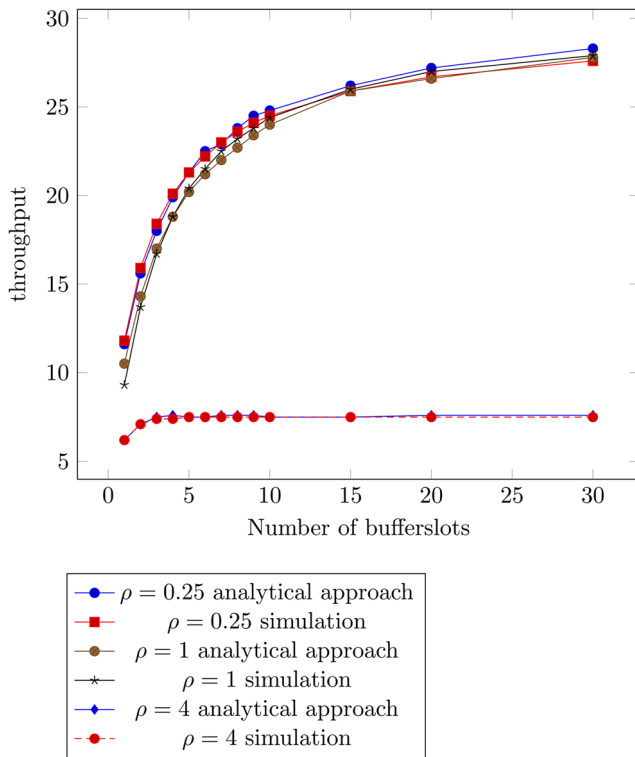 30
25
20
15
10
5
throughput
0 5 10 15 20 25 30
Number of bufferslots
ρ = 0.25 analytical approach
ρ = 0.25 simulation
ρ = 1 analytical approach
ρ = 1 simulation
ρ = 4 analytical approach
ρ = 4 simulation